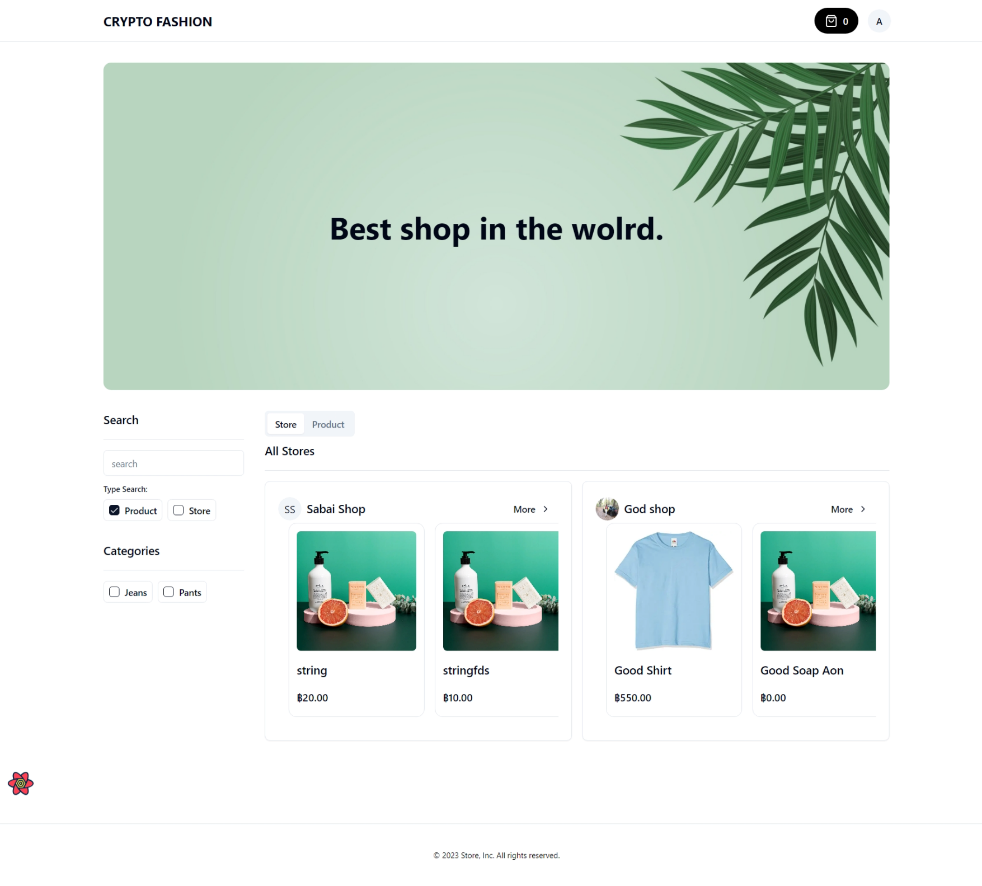 CRYPTO FASHION
0
A
Best shop in the wolrd.
Search
search
Type Search:
Product
Store
Categories
Jeans
Pants
Store
Product
All Stores
SS
Sabai Shop
More
string
฿20.00
stringfds
฿10.00
God shop
More
Good Shirt
฿550.00
Good Soap Aon
฿0.00
© 2023 Store, Inc. All rights reserved.